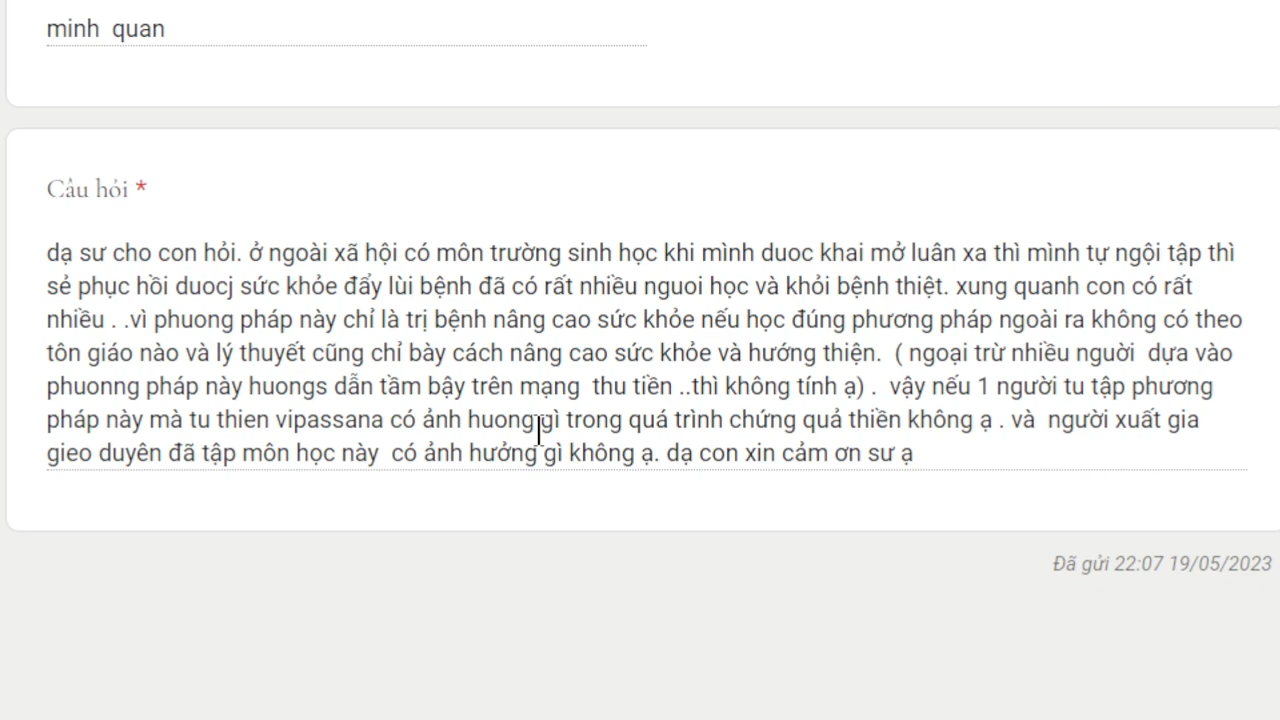 minh  quan
Câu hỏi *
dạ sư cho con hỏi. ở ngoài xã hội có môn trường sinh học khi mình duoc khai mở luân xa thì mình tự ngội tập thì
sẻ phục hồi duocj sức khỏe đẩy lùi bệnh đã có rất nhiều nguoi học và khỏi bệnh thiệt. xung quanh con có rất
nhiều . .vì phuong pháp này chỉ là trị bệnh nâng cao sức khỏe nếu học đúng phương pháp ngoài ra không có theo
tôn giáo nào và lý thuyết cũng chỉ bày cách nâng cao sức khỏe và hướng thiện.  ( ngoại trừ nhiều nguời  dựa vào
phuonng pháp này huongs dẫn tầm bậy trên mạng  thu tiền ..thì không tính ạ) .  vậy nếu 1 người tu tập phương
pháp này mà tu thien vipassana có ảnh huong gì trong quá trình chứng quả thiền không ạ . và  người xuất gia
gieo duyên đã tập môn học này  có ảnh hưởng gì không ạ. dạ con xin cảm ơn sư ạ
Đã gửi 22:07 19/05/2023